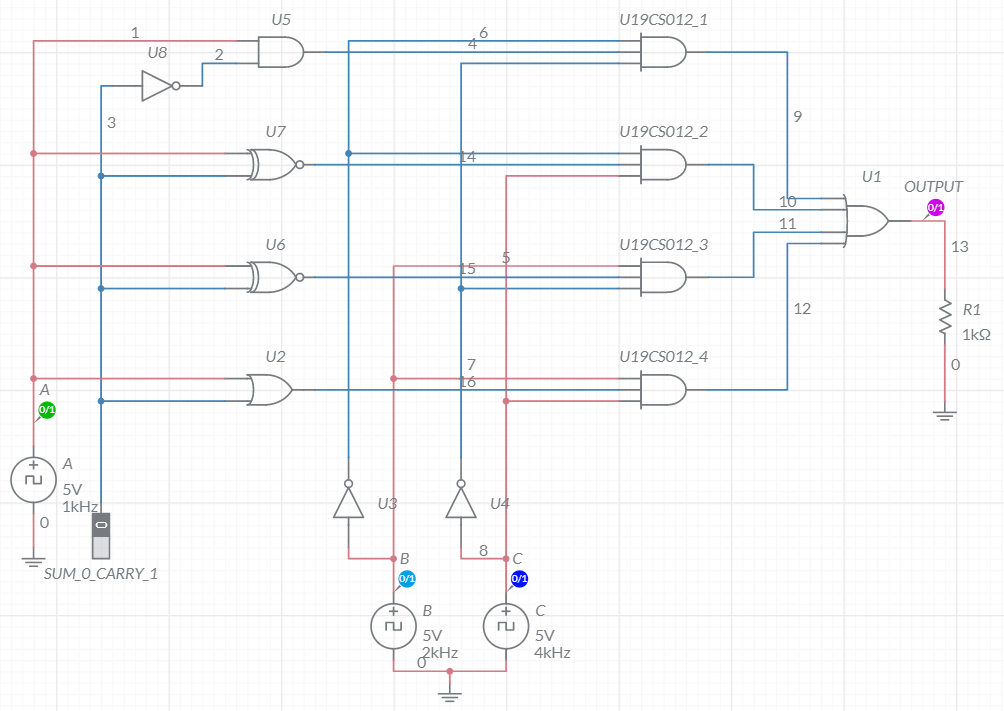 U5
U19CS012_1
1
6
4
U8
2
3
9
U7
U19CS012_2
14
U1
10
OUTPUT
0/1
11
U6
U19CS012_3
13
5
15
12
R1
1kΩ
U2
U19CS012_4
7
0
16
A
0/1
A
5V
1kHz
0
0
SUM_0_CARRY_1
U3
U4
8
B
C
0/1
0/1
B
5V
2kHz
C
5V
4kHz
0